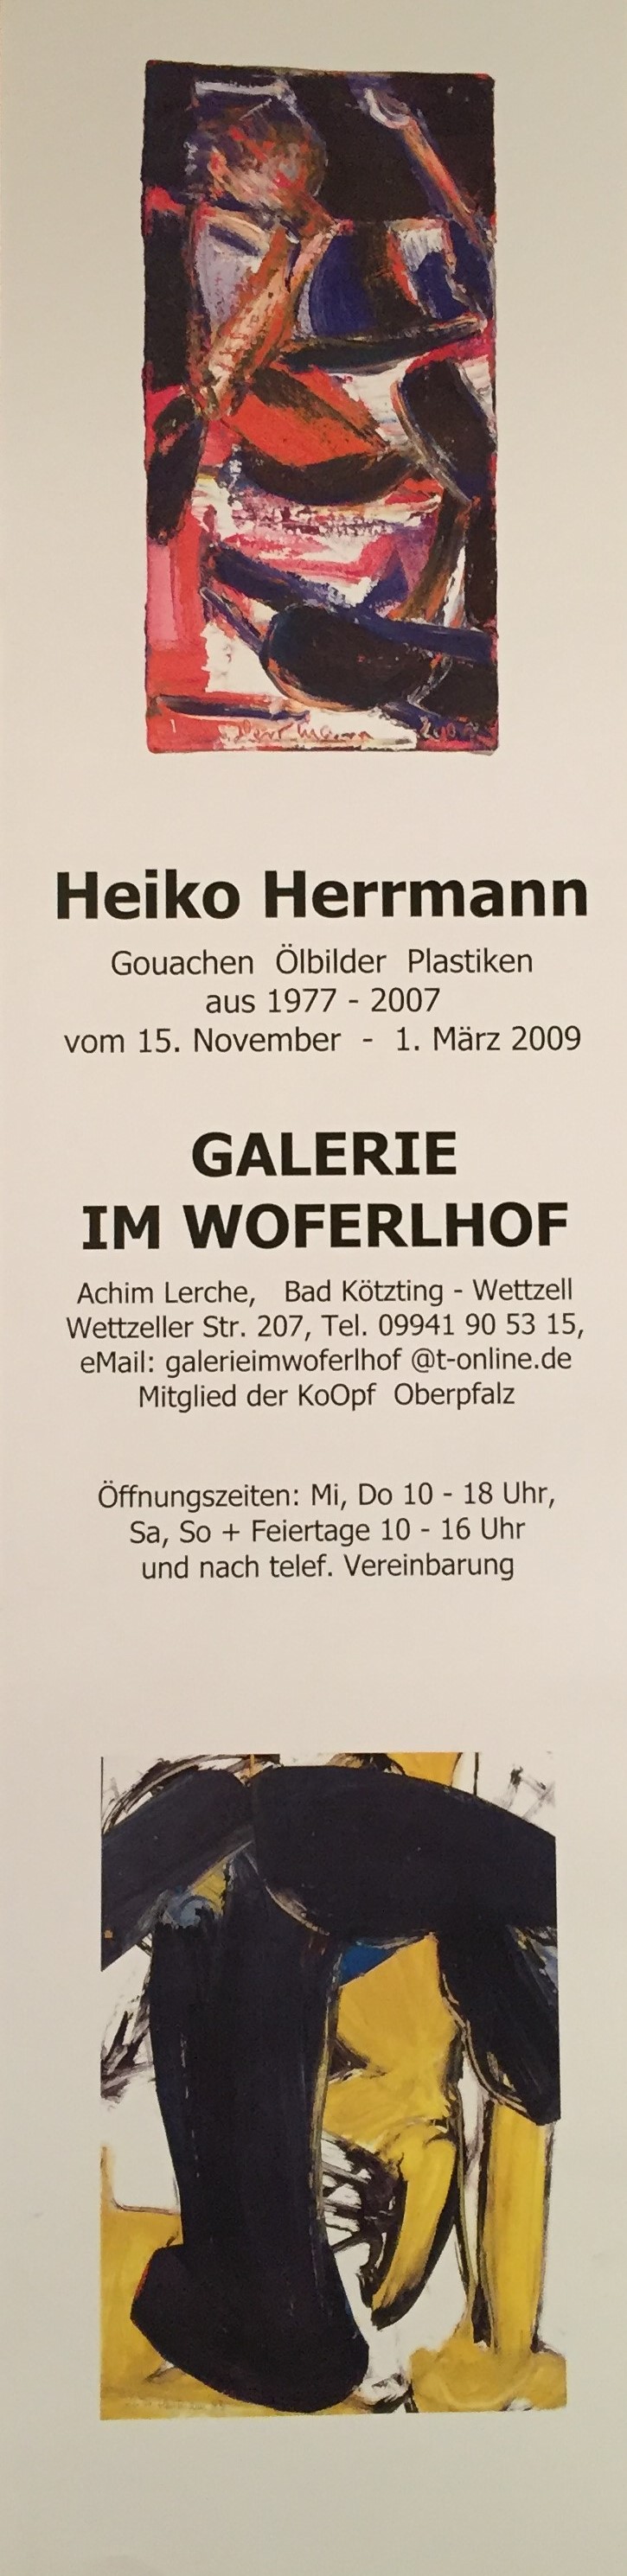 Heiko Herrmann
Gouachen Ölbilder Plastiken
aus 1977 - 2007
vom 15. November - 1. März 2009
GALERIE
IM WOFERLHOF
Achim Lerche, Bad Kötzting - Wettzell
Wettzeller Str. 207, Tel. 09941 90 53 15,
eMail: galerieimwoferlhof @t-online.de
Mitglied der KoOpf Oberpfalz
Öffnungszeiten: Mi, Do 10 - 18 Uhr,
Sa, So + Feiertage 10 - 16 Uhr
und nach telef. Vereinbarung